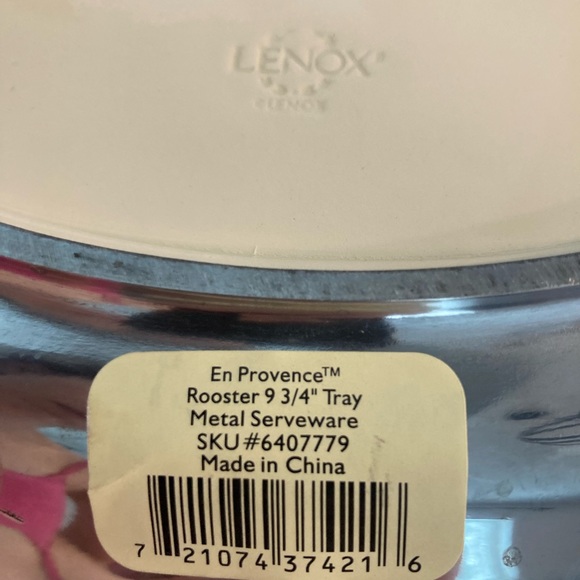 LENOX®
LENOX
En Provence™
Rooster 9 3/4" Tray
Metal Serveware
SKU #6407779
Made in China
7 21074 37421 6